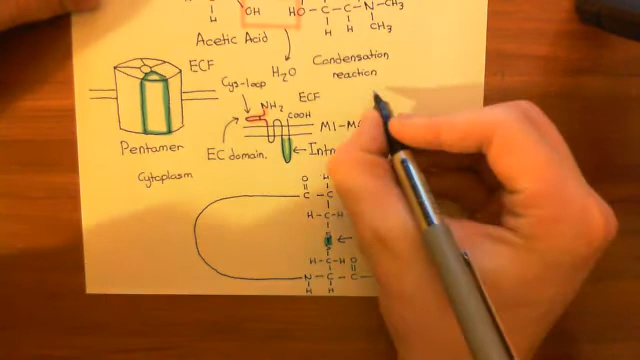 H
OH
HO - C - C - N - CH₃
H H CH₃
Acetic Acid
H₂O
Condensation
reaction
ECF
Cys-loop
NH₂
ECF
COOH
M1-M
EC domain.
Pentamer
Cytoplasm
O
C - C
H-C-H
H-C-H O
N - C - C
H H